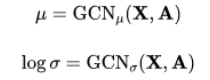 μ = GCN_μ(X, A)
log σ = GCN_σ(X, A)